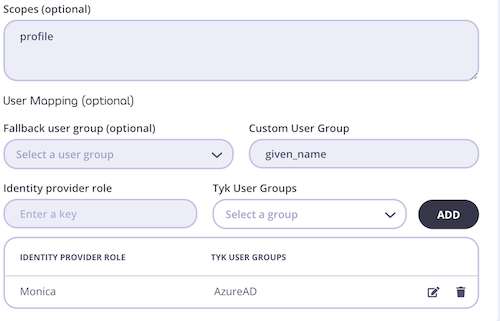 Scopes (optional)
profile
User Mapping (optional)
Fallback user group (optional) Custom User Group
Select a user group given_name
Identity provider role Tyk User Groups
Enter a key Select a group ADD
IDENTITY PROVIDER ROLE TYK USER GROUPS
Monica AzureAD